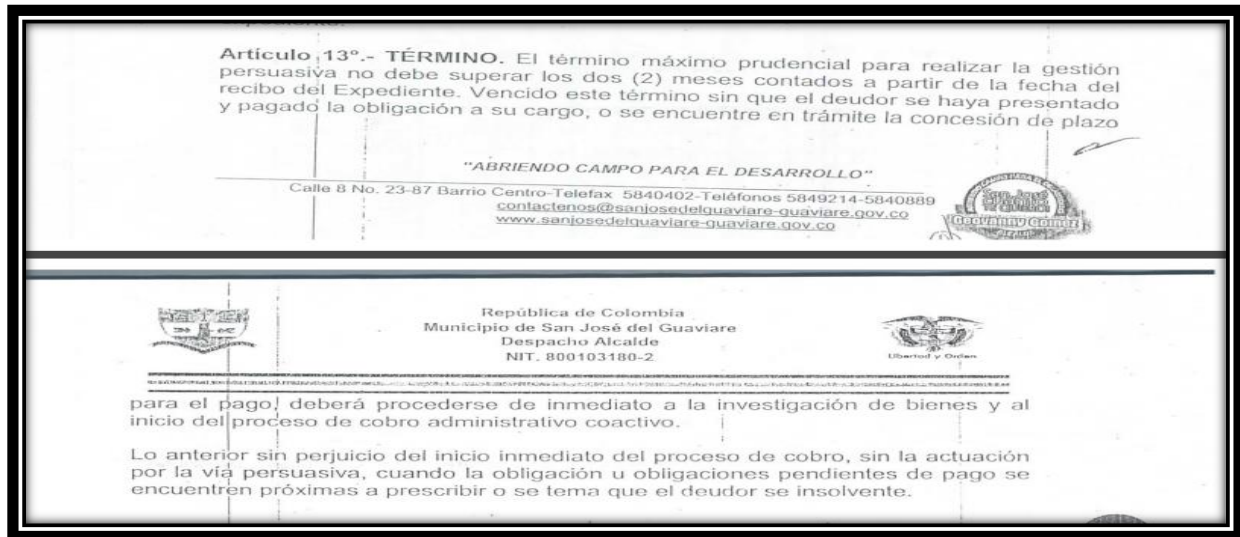 Artículo 13º.- TÉRMINO. El término máximo prudencial para realizar la gestión
persuasiva no debe superar los dos (2) meses contados a partir de la fecha del
recibo del Expediente. Vencido este término sin que el deudor se haya presentado
y pagado la obligación a su cargo, o se encuentre en trámite la concesión de plazo
"ABRIENDO CAMPO PARA EL DESARROLLO"
Calle 8 No. 23-87 Barrio Centro-Telefax 5840402-Teléfonos 5849214-5840889
contactenos@sanjosedelguaviare-guaviare.gov.co
www.sanjosedelguaviare-guaviare.gov.co
San José
Geovanny Gómez
República de Colombia
Municipio de San José del Guaviare
Despacho Alcalde
NIT. 800103180-2
Libertad y Orden
para el pago, deberá procederse de inmediato a la investigación de bienes y al
inicio del proceso de cobro administrativo coactivo.
Lo anterior sin perjuicio del inicio inmediato del proceso de cobro, sin la actuación
por la vía persuasiva, cuando la obligación u obligaciones pendientes de pago se
encuentren próximas a prescribir o se tema que el deudor se insolvente.